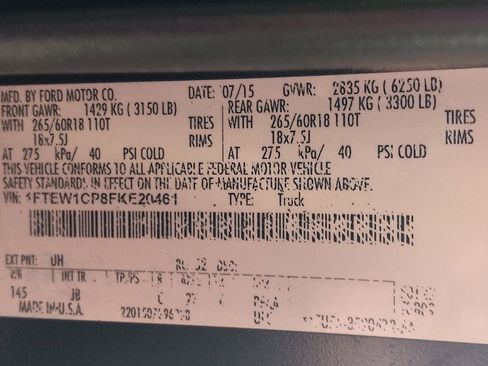 MFD. BY FORD MOTOR CO. DATE: 07/15 GVWR: 2835 KG ( 6250 LB)
FRONT GAWR: 1429 KG ( 3150 LB) REAR GAWR: 1497 KG ( 3300 LB)
WITH 265/60R18 110T TIRES WITH 265/60R18 110T TIRES
18x7.5J RIMS 18x7.5J RIMS
AT 275 kPa/ 40 PSI COLD AT 275 kPa/ 40 PSI COLD
THIS VEHICLE CONFORMS TO ALL APPLICABLE FEDERAL MOTOR VEHICLE
SAFETY STANDARDS IN EFFECT ON THE DATE OF MANUFACTURE SHOWN ABOVE.
VIN: 1FTEW1CP8FKE20461 TYPE: Truck
EXT PNT: UH
WB INT TR TP/PS R
145 JB
MADE IN U.S.A.